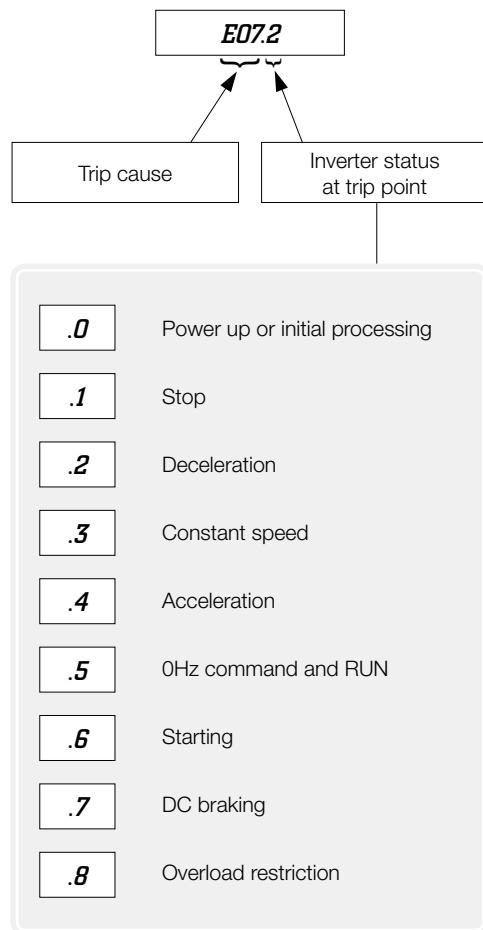 E07.2
Trip cause
Inverter status
at trip point
.0 Power up or initial processing
.1 Stop
.2 Deceleration
.3 Constant speed
.4 Acceleration
.5 0Hz command and RUN
.6 Starting
.7 DC braking
.8 Overload restriction